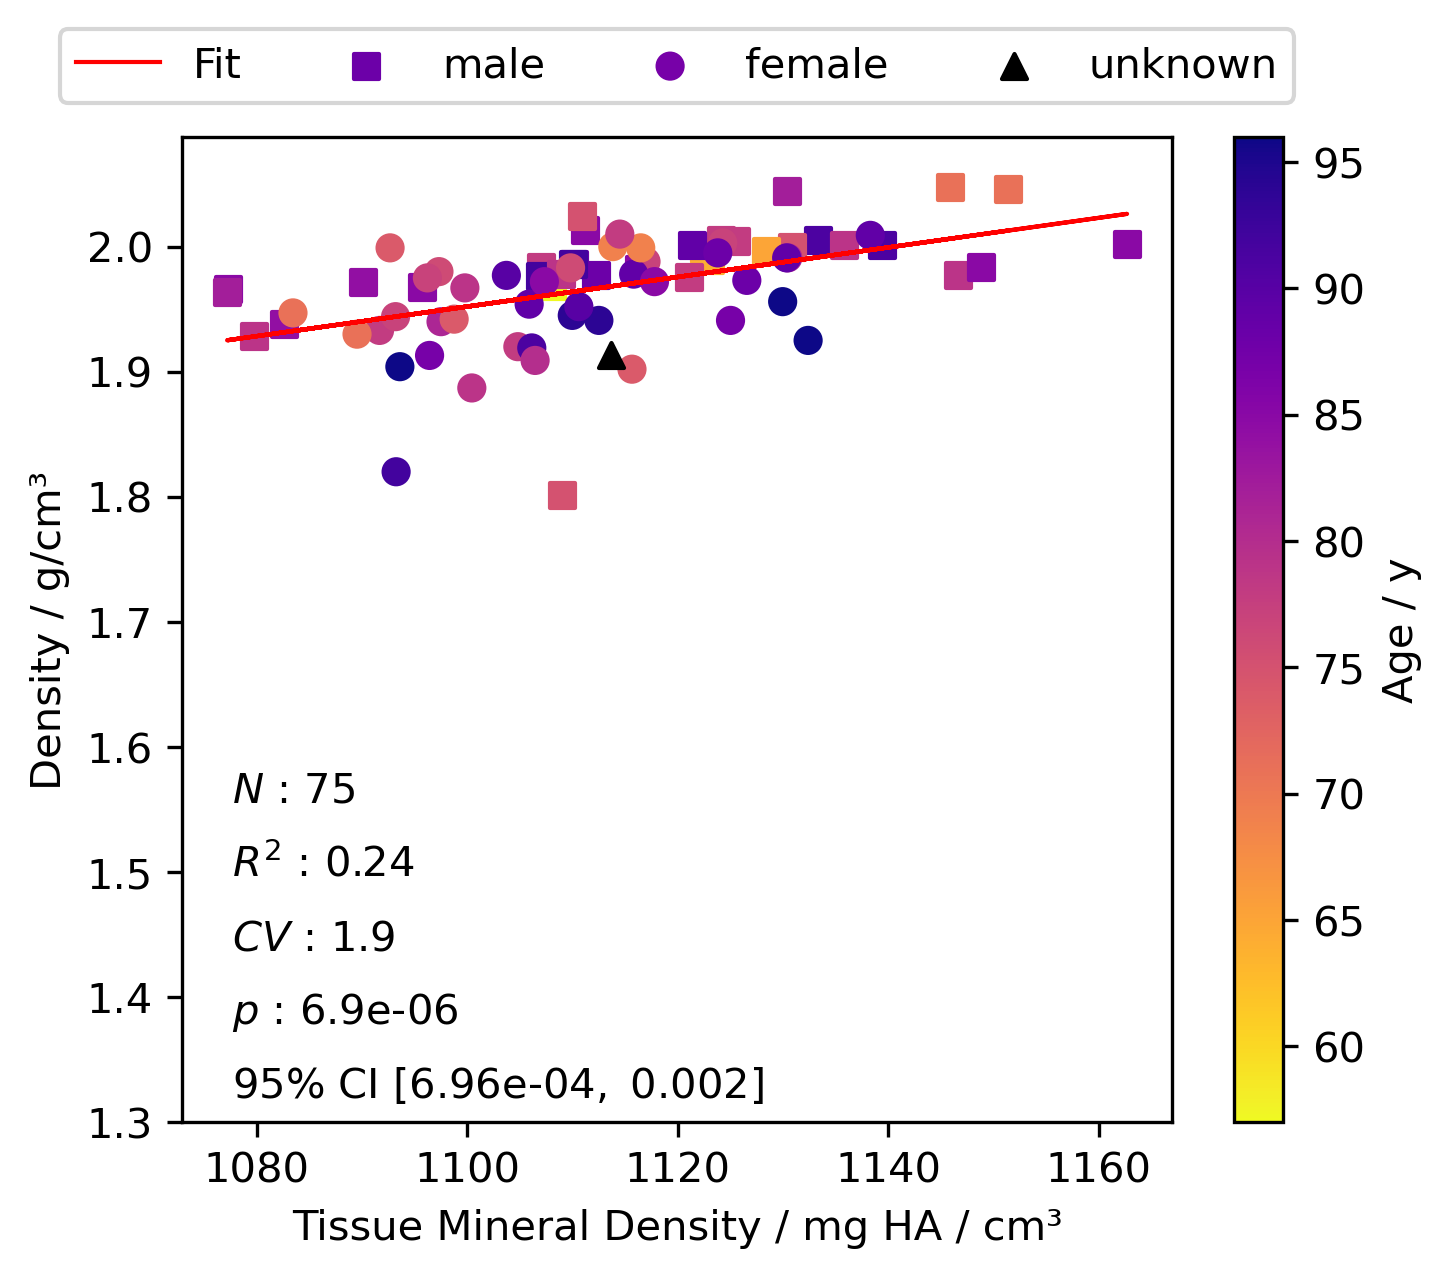 Fit male female unknown
2.0
1.9
1.8
1.7
1.6
1.5
1.4
1.3
Density / g/cm³
N : 75
R² : 0.24
CV : 1.9
p : 6.9e-06
95% CI [6.96e-04, 0.002]
1080 1100 1120 1140 1160
Tissue Mineral Density / mg HA / cm³
95
90
85
80
75
70
65
60
Age / y